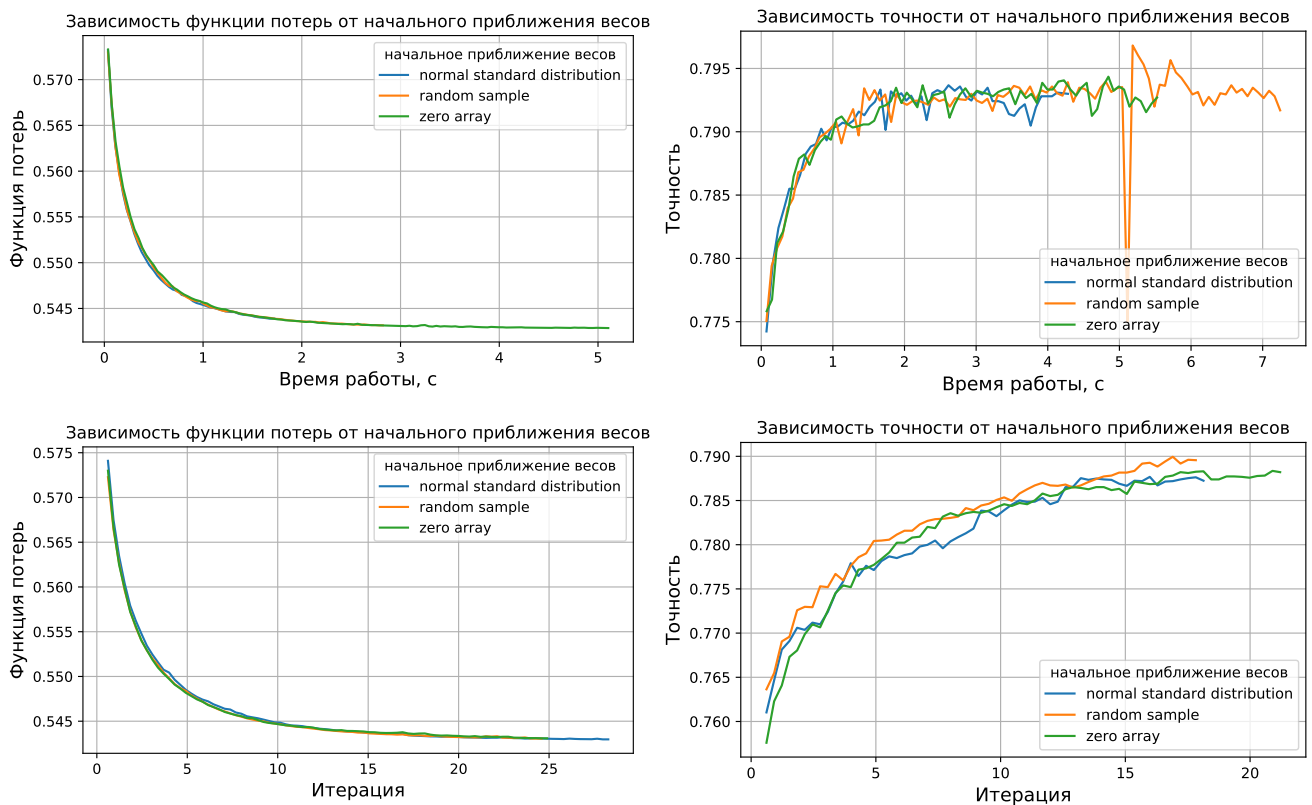 Зависимость функции потерь от начального приближения весов
Функция потерь
0.570
0.565
0.560
0.555
0.550
0.545
0 1 2 3 4 5
Время работы, с
начальное приближение весов
normal standard distribution
random sample
zero array
Зависимость точности от начального приближения весов
Точность
0.795
0.790
0.785
0.780
0.775
0 1 2 3 4 5 6 7
Время работы, с
начальное приближение весов
normal standard distribution
random sample
zero array
Зависимость функции потерь от начального приближения весов
Функция потерь
0.575
0.570
0.565
0.560
0.555
0.550
0.545
0 5 10 15 20 25
Итерация
начальное приближение весов
normal standard distribution
random sample
zero array
Зависимость точности от начального приближения весов
Точность
0.790
0.785
0.780
0.775
0.770
0.765
0.760
0 5 10 15 20
Итерация
начальное приближение весов
normal standard distribution
random sample
zero array